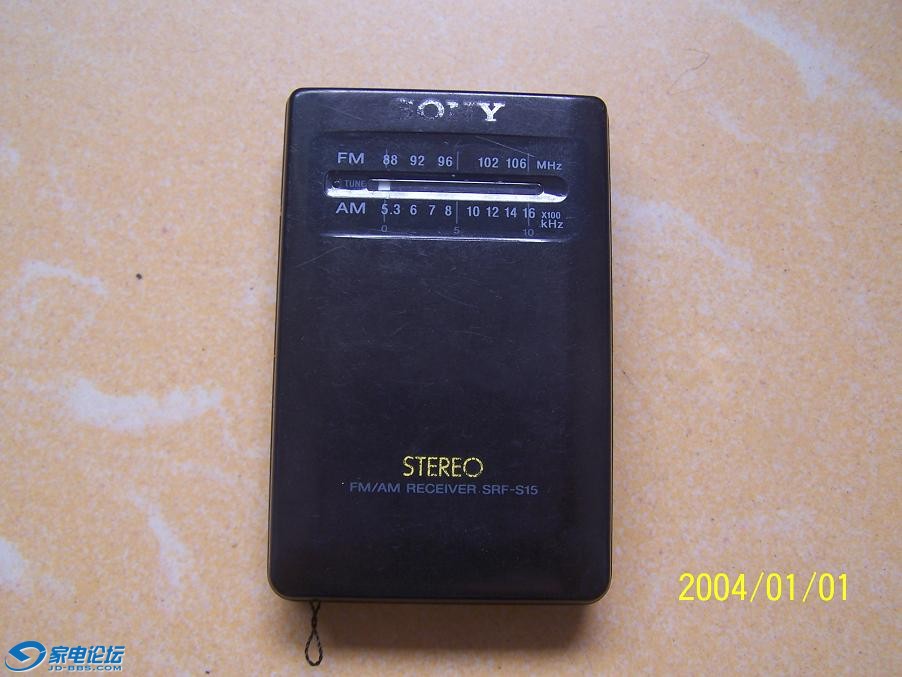 SONY
FM 88 92 96 102 106 MHz
TUNE
AM 5.3 6 7 8 10 12 14 16 X100 kHz
0 5 10
STEREO
FM/AM RECEIVER SRF-S15
2004/01/01
家电论坛
JD-BBS.COM